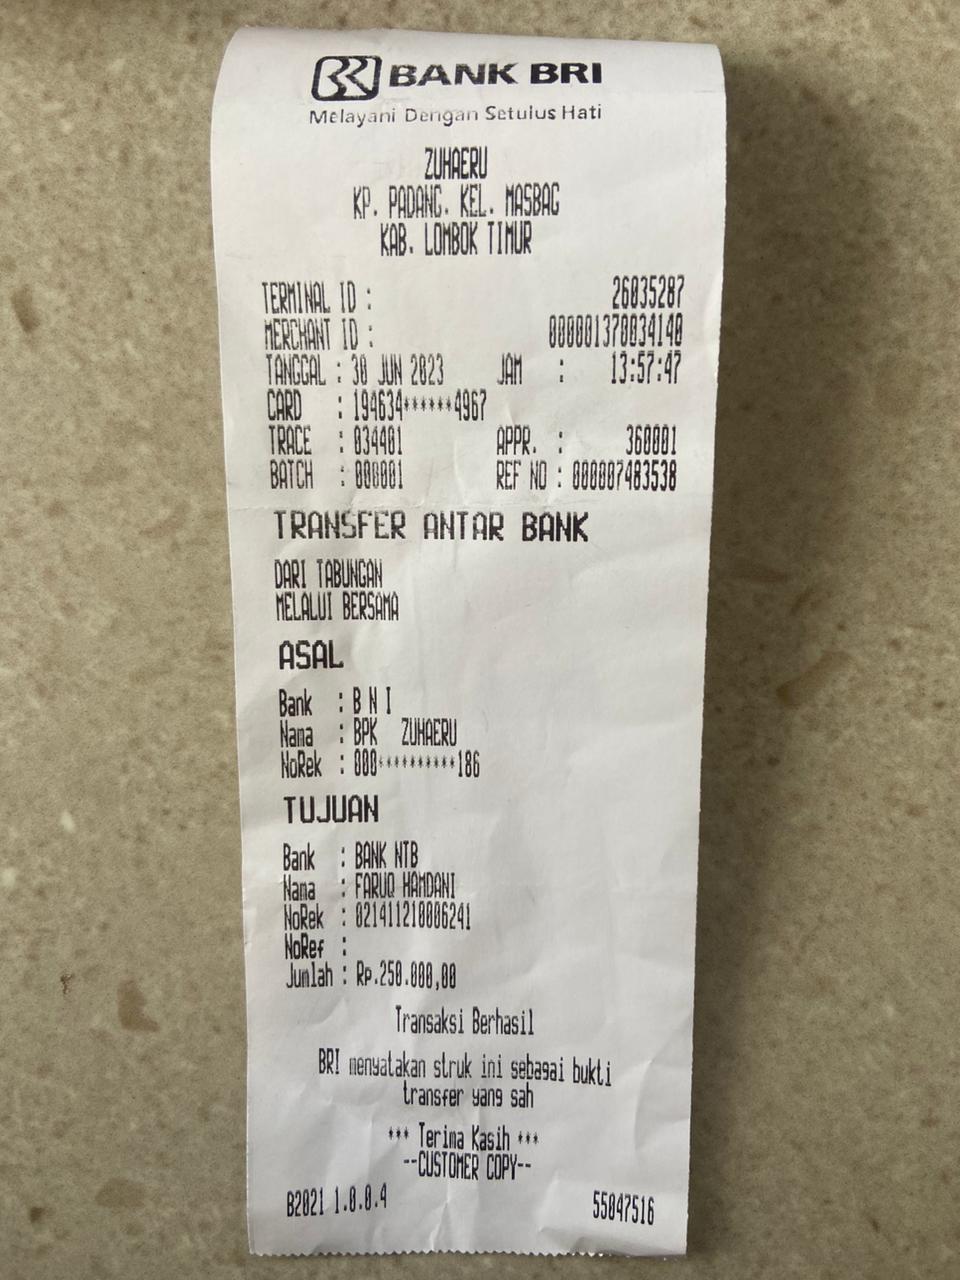 BANK BRI
Melayani Dengan Setulus Hati
ZUHAERU
KP. PADANG. KEL. MASBAG
KAB. LOMBOK TIMUR
TERMINAL ID : 26035287
MERCHANT ID : 000001370034140
TANGGAL : 30 JUN 2023 JAM : 13:57:47
CARD : 194634******4967
TRACE : 034401 APPR. : 360001
BATCH : 000001 REF NO : 000007483538
TRANSFER ANTAR BANK
DARI TABUNGAN
MELALUI BERSAMA
ASAL
Bank : B N I
Nama : BPK ZUHAERU
NoRek : 000**********186
TUJUAN
Bank : BANK NTB
Nama : FARUQ HAMDANI
NoRek : 021411210006241
NoRef :
Jumlah : Rp.250.000,00
Transaksi Berhasil
BRI menyatakan struk ini sebagai bukti
transfer yang sah
*** Terima Kasih ***
--CUSTOMER COPY--
B2021 1.0.0.4 55047516